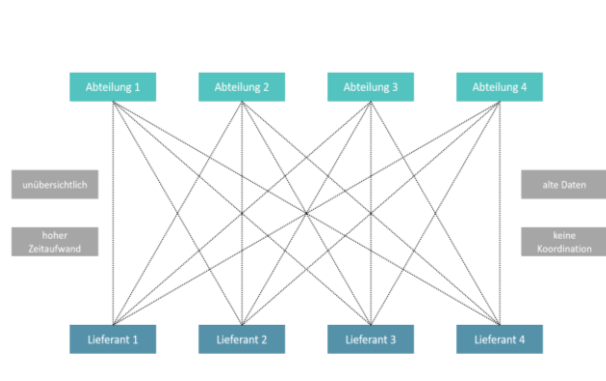 Abteilung 1
Abteilung 2
Abteilung 3
Abteilung 4
unübersichtlich
alte Daten
hoher
Zeitaufwand
keine
Koordination
Lieferant 1
Lieferant 2
Lieferant 3
Lieferant 4